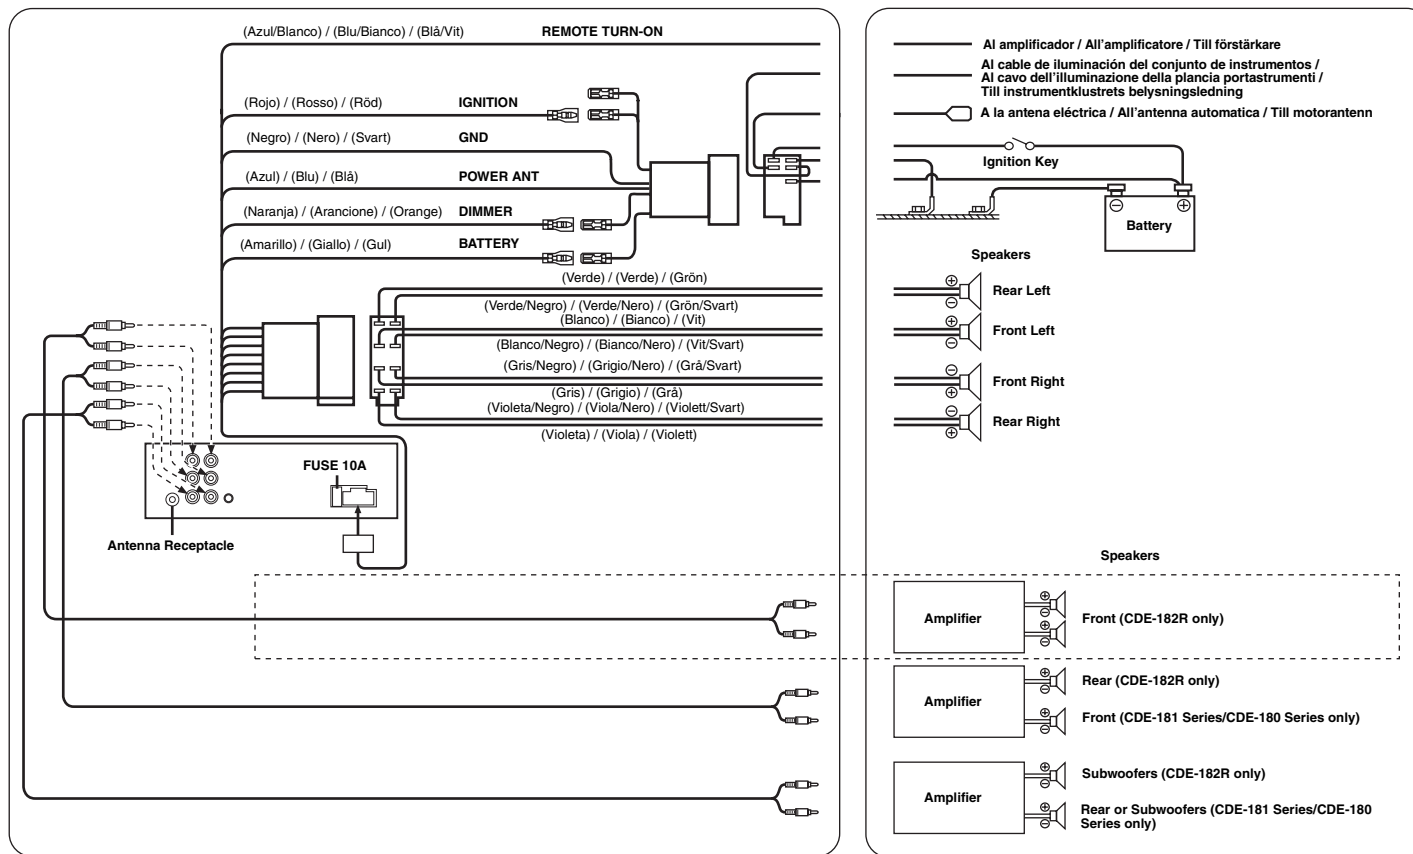 (Azul/Blanco) / (Blu/Bianco) / (Blå/Vit) REMOTE TURN-ON
(Rojo) / (Rosso) / (Röd) IGNITION
(Negro) / (Nero) / (Svart) GND
(Azul) / (Blu) / (Blå) POWER ANT
(Naranja) / (Arancione) / (Orange) DIMMER
(Amarillo) / (Giallo) / (Gul) BATTERY
(Verde) / (Verde) / (Grön)
(Verde/Negro) / (Verde/Nero) / (Grön/Svart)
(Blanco) / (Bianco) / (Vit)
(Blanco/Negro) / (Bianco/Nero) / (Vit/Svart)
(Gris/Negro) / (Grigio/Nero) / (Grå/Svart)
(Gris) / (Grigio) / (Grå)
(Violeta/Negro) / (Viola/Nero) / (Violett/Svart)
(Violeta) / (Viola) / (Violett)
FUSE 10A
Antenna Receptacle
Al amplificador / All'amplificatore / Till förstärkare
Al cable de iluminación del conjunto de instrumentos /
Al cavo dell'illuminazione della plancia portastrumenti /
Till instrumentklustrets belysningsledning
A la antena eléctrica / All'antenna automatica / Till motorantenn
Ignition Key
Battery
Speakers
Rear Left
Front Left
Front Right
Rear Right
Speakers
Amplifier
Front (CDE-182R only)
Amplifier
Rear (CDE-182R only)
Front (CDE-181 Series/CDE-180 Series only)
Amplifier
Subwoofers (CDE-182R only)
Rear or Subwoofers (CDE-181 Series/CDE-180
Series only)